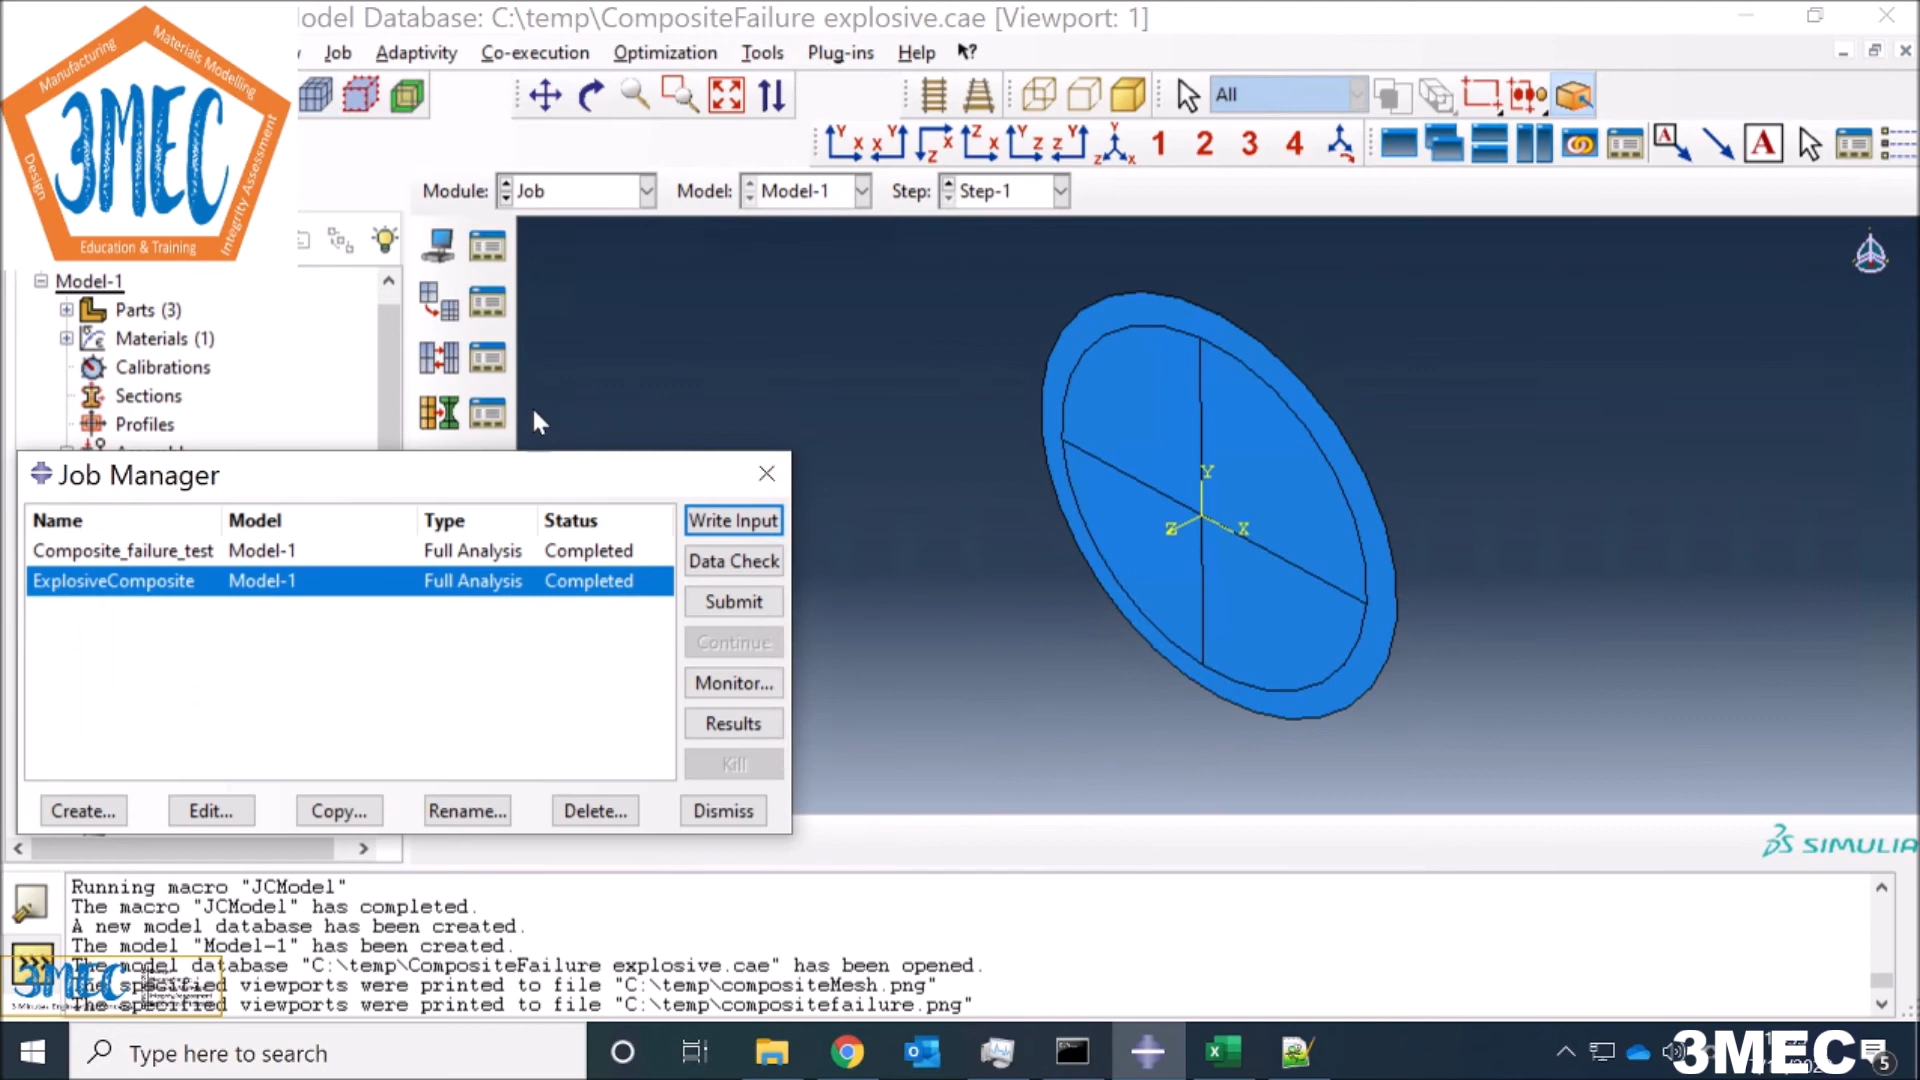 Model Database: C:\temp\CompositeFailure explosive.cae [Viewport: 1]
Job Adaptivity Co-execution Optimization Tools Plug-ins Help
Manufacturing
Materials Modelling
3MEC
Design
Integrity Assessment
Education & Training
All
1 2 3 4
Module: Job Model: Model-1 Step: Step-1
Model-1
Parts (3)
Materials (1)
Calibrations
Sections
Profiles
Y
Z X
Job Manager
Name Model Type Status
Composite_failure_test Model-1 Full Analysis Completed
ExplosiveComposite Model-1 Full Analysis Completed
Write Input
Data Check
Submit
Continue
Monitor...
Results
Kill
Create... Edit... Copy... Rename... Delete... Dismiss
SIMULIA
Running macro "JCModel"
The macro "JCModel" has completed.
A new model database has been created.
The model "Model-1" has been created.
The model database "C:\temp\CompositeFailure explosive.cae" has been opened.
The specified viewports were printed to file "C:\temp\compositeMesh.png"
The specified viewports were printed to file "C:\temp\compositefailure.png"
3MEC
Type here to search
3MEC
5